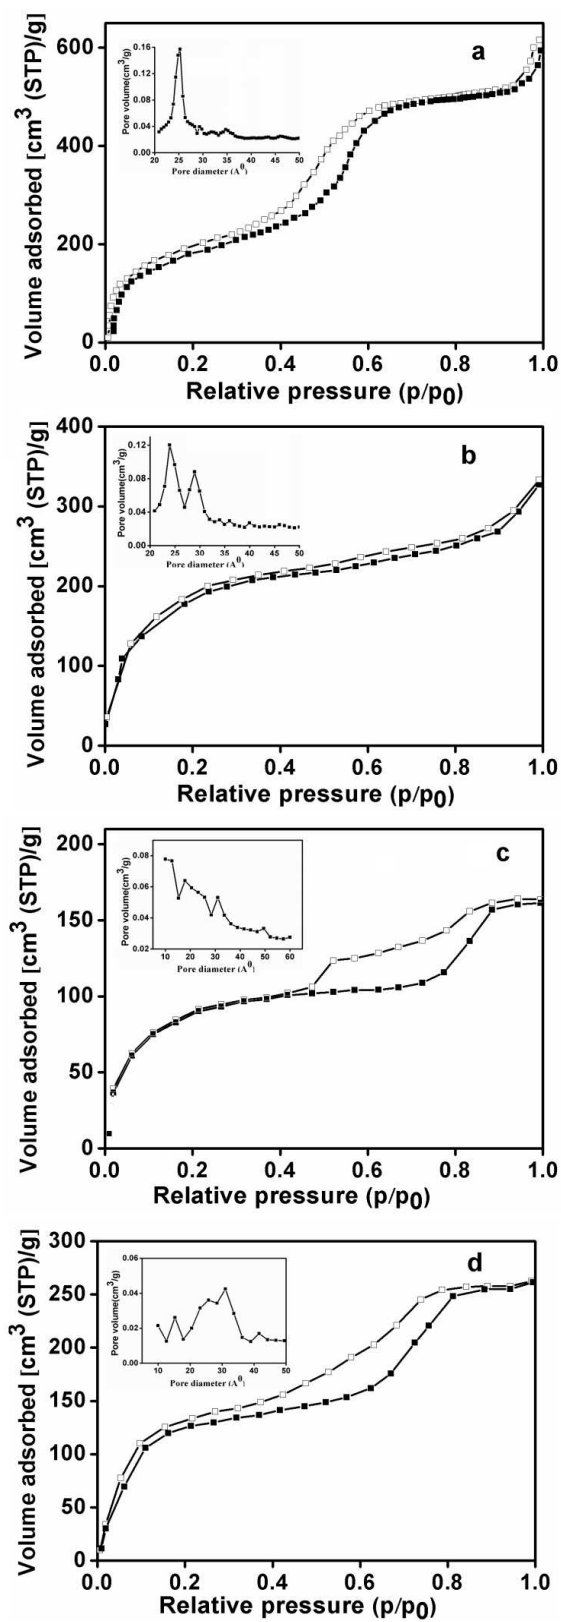 a
Volume adsorbed [cm³ (STP)/g]
600
400
200
0
0.0 0.2 0.4 0.6 0.8 1.0
Relative pressure (p/p0)
Pore volume(cm³/g)
0.16
0.12
0.08
0.04
0.00
20 25 30 35 40 45 50
Pore diameter (A⁰)
b
Volume adsorbed [cm³ (STP)/g]
400
300
200
100
0
0.0 0.2 0.4 0.6 0.8 1.0
Relative pressure (p/p0)
Pore volume(cm³/g)
0.12
0.08
0.04
0.00
20 25 30 35 40 45 50
Pore diameter (A⁰)
c
Volume adsorbed [cm³ (STP)/g]
200
150
100
50
0
0.0 0.2 0.4 0.6 0.8 1.0
Relative pressure (p/p0)
Pore volume(cm³/g)
0.08
0.06
0.04
0.02
10 20 30 40 50 60
Pore diameter (A⁰)
d
Volume adsorbed [cm³ (STP)/g]
300
250
200
150
100
50
0
0.0 0.2 0.4 0.6 0.8 1.0
Relative pressure (p/p0)
Pore volume(cm³/g)
0.06
0.04
0.02
0.00
10 20 30 40 50
Pore diameter (A⁰)